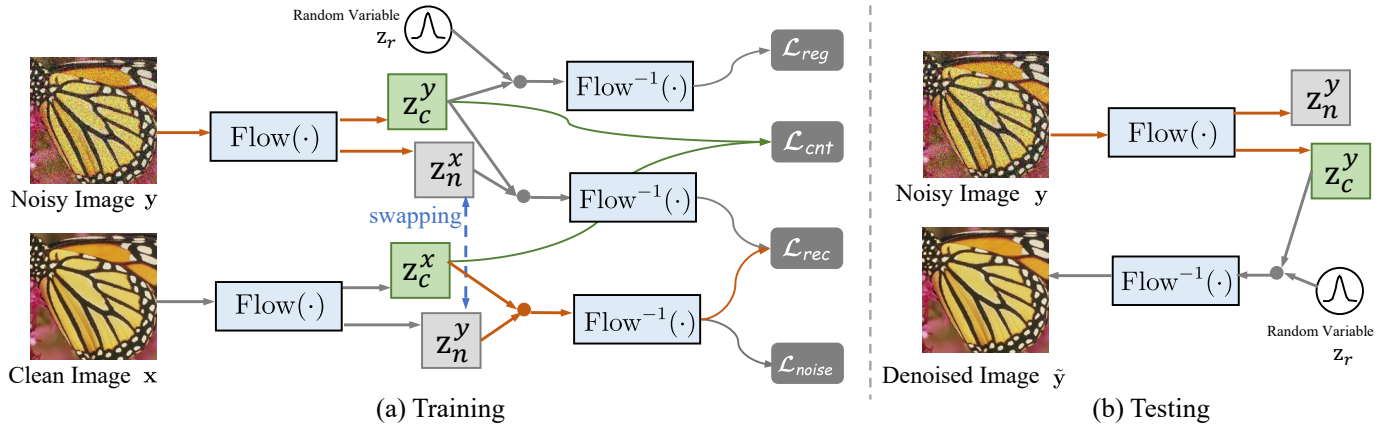 Random Variable
z_r
Flow⁻¹(·)
ℒ_reg
z_c^y
Flow(·)
ℒ_cnt
z_n^x
Noisy Image y
Flow⁻¹(·)
swapping
ℒ_rec
z_c^x
Flow(·)
Flow⁻¹(·)
z_n^y
ℒ_noise
Clean Image x
(a) Training
z_n^y
Flow(·)
z_c^y
Noisy Image y
Flow⁻¹(·)
Random Variable
z_r
Denoised Image ỹ
(b) Testing